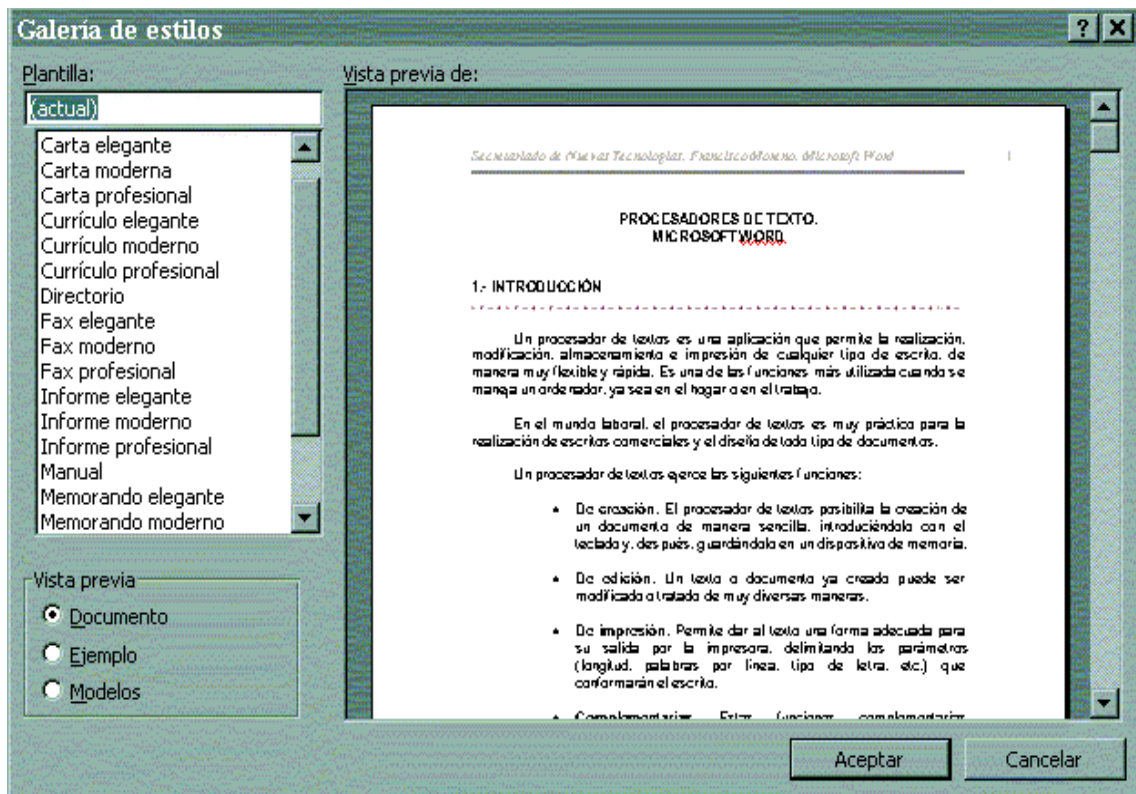 Galería de estilos
Plantilla:
(actual)
Carta elegante
Carta moderna
Carta profesional
Currículo elegante
Currículo moderno
Currículo profesional
Directorio
Fax elegante
Fax moderno
Fax profesional
Informe elegante
Informe moderno
Informe profesional
Manual
Memorando elegante
Memorando moderno
Vista previa
Documento
Ejemplo
Modelos
Vista previa de:
Secretariado de Nuevas Tecnologías. Francisco Moreno. Microsoft Word 1
PROCESADORES DE TEXTO.
MICROSOFT WORD.
1.- INTRODUCCIÓN
Un procesador de textos es una aplicación que permite la realización,
modificación, almacenamiento e impresión de cualquier tipo de escrito, de
manera muy flexible y rápida. Es una de las funciones más utilizada cuando se
maneja un ordenador, ya sea en el hogar o en el trabajo.
En el mundo laboral, el procesador de textos es muy práctico para la
realización de escritos comerciales y el diseño de todo tipo de documentos.
Un procesador de textos ejerce las siguientes funciones:
• De creación. El procesador de textos posibilita la creación de
un documento de manera sencilla, introduciéndolo con el
teclado y, después, guardándolo en un dispositivo de memoria.
• De edición. Un texto o documento ya creado puede ser
modificado o tratado de muy diversas maneras.
• De impresión. Permite dar al texto una forma adecuada para
su salida por la impresora, delimitando los parámetros
(longitud, palabras por línea, tipo de letra, etc.) que
conformarán el escrito.
• Complementarias. Estas funciones complementarias
Aceptar
Cancelar